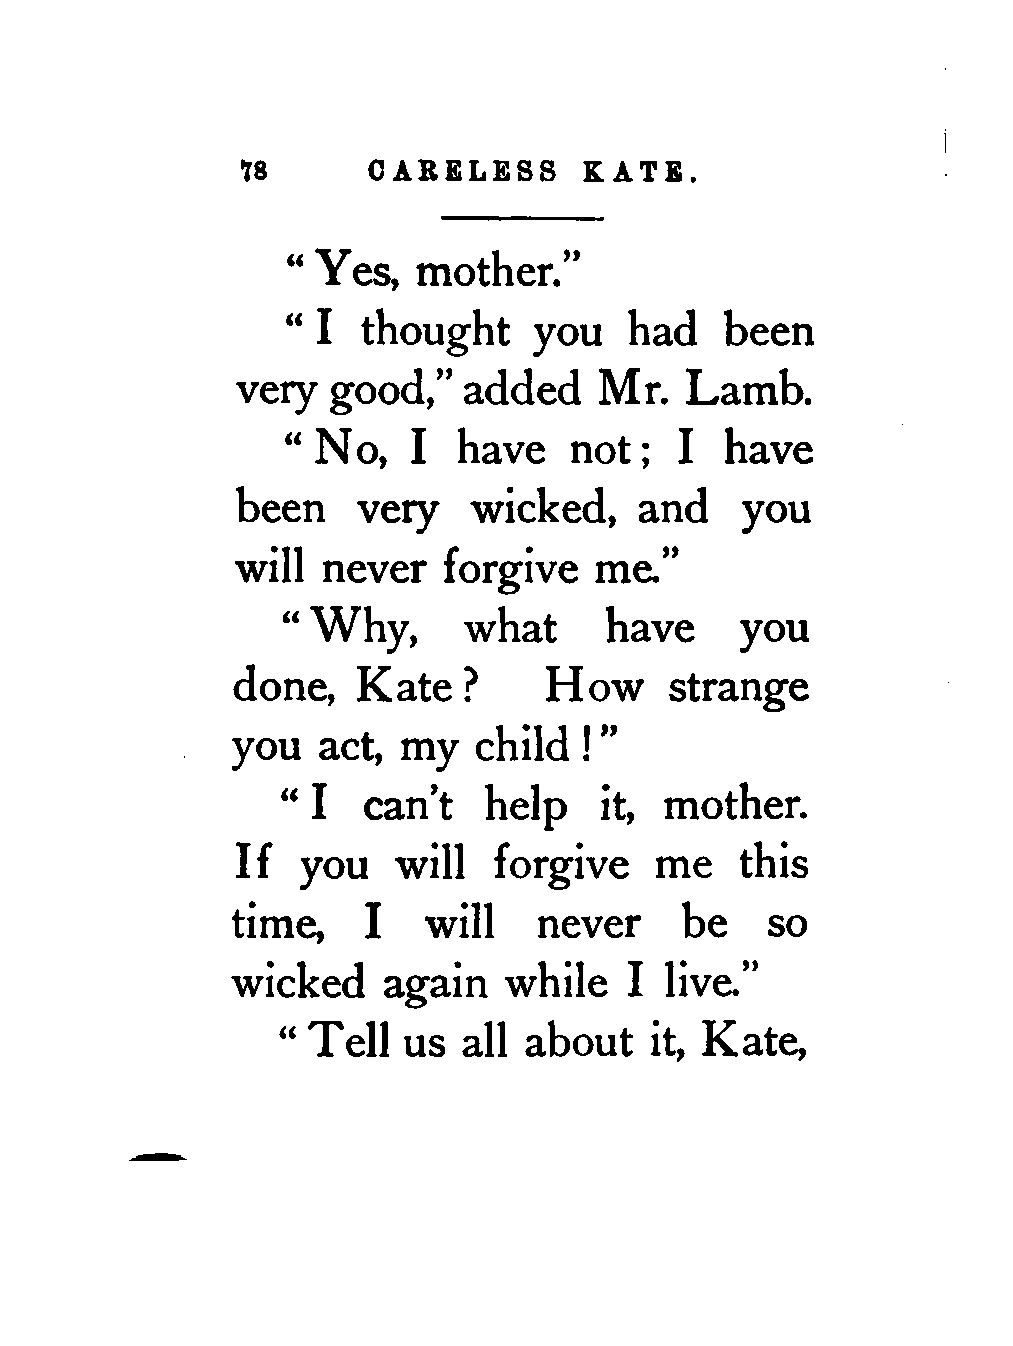 78 CARELESS KATE.
“Yes, mother.”
“I thought you had been
very good,” added Mr. Lamb.
“No, I have not; I have
been very wicked, and you
will never forgive me.”
“Why, what have you
done, Kate? How strange
you act, my child!”
“I can’t help it, mother.
If you will forgive me this
time, I will never be so
wicked again while I live.”
“Tell us all about it, Kate,